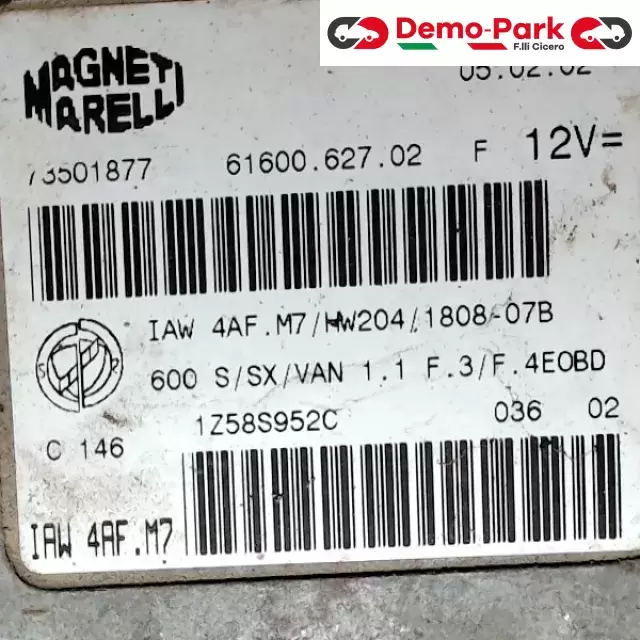 Demo-Park
F.lli Cicero
05.02.02
MAGNETI
MARELLI
73501877 61600.627.02 F 12V=
IAW 4AF.M7/HW204/1808-07B
600 S/SX/VAN 1.1 F.3/F.4EOBD
1Z58S952C 036 02
C 146
IAW 4AF.M7